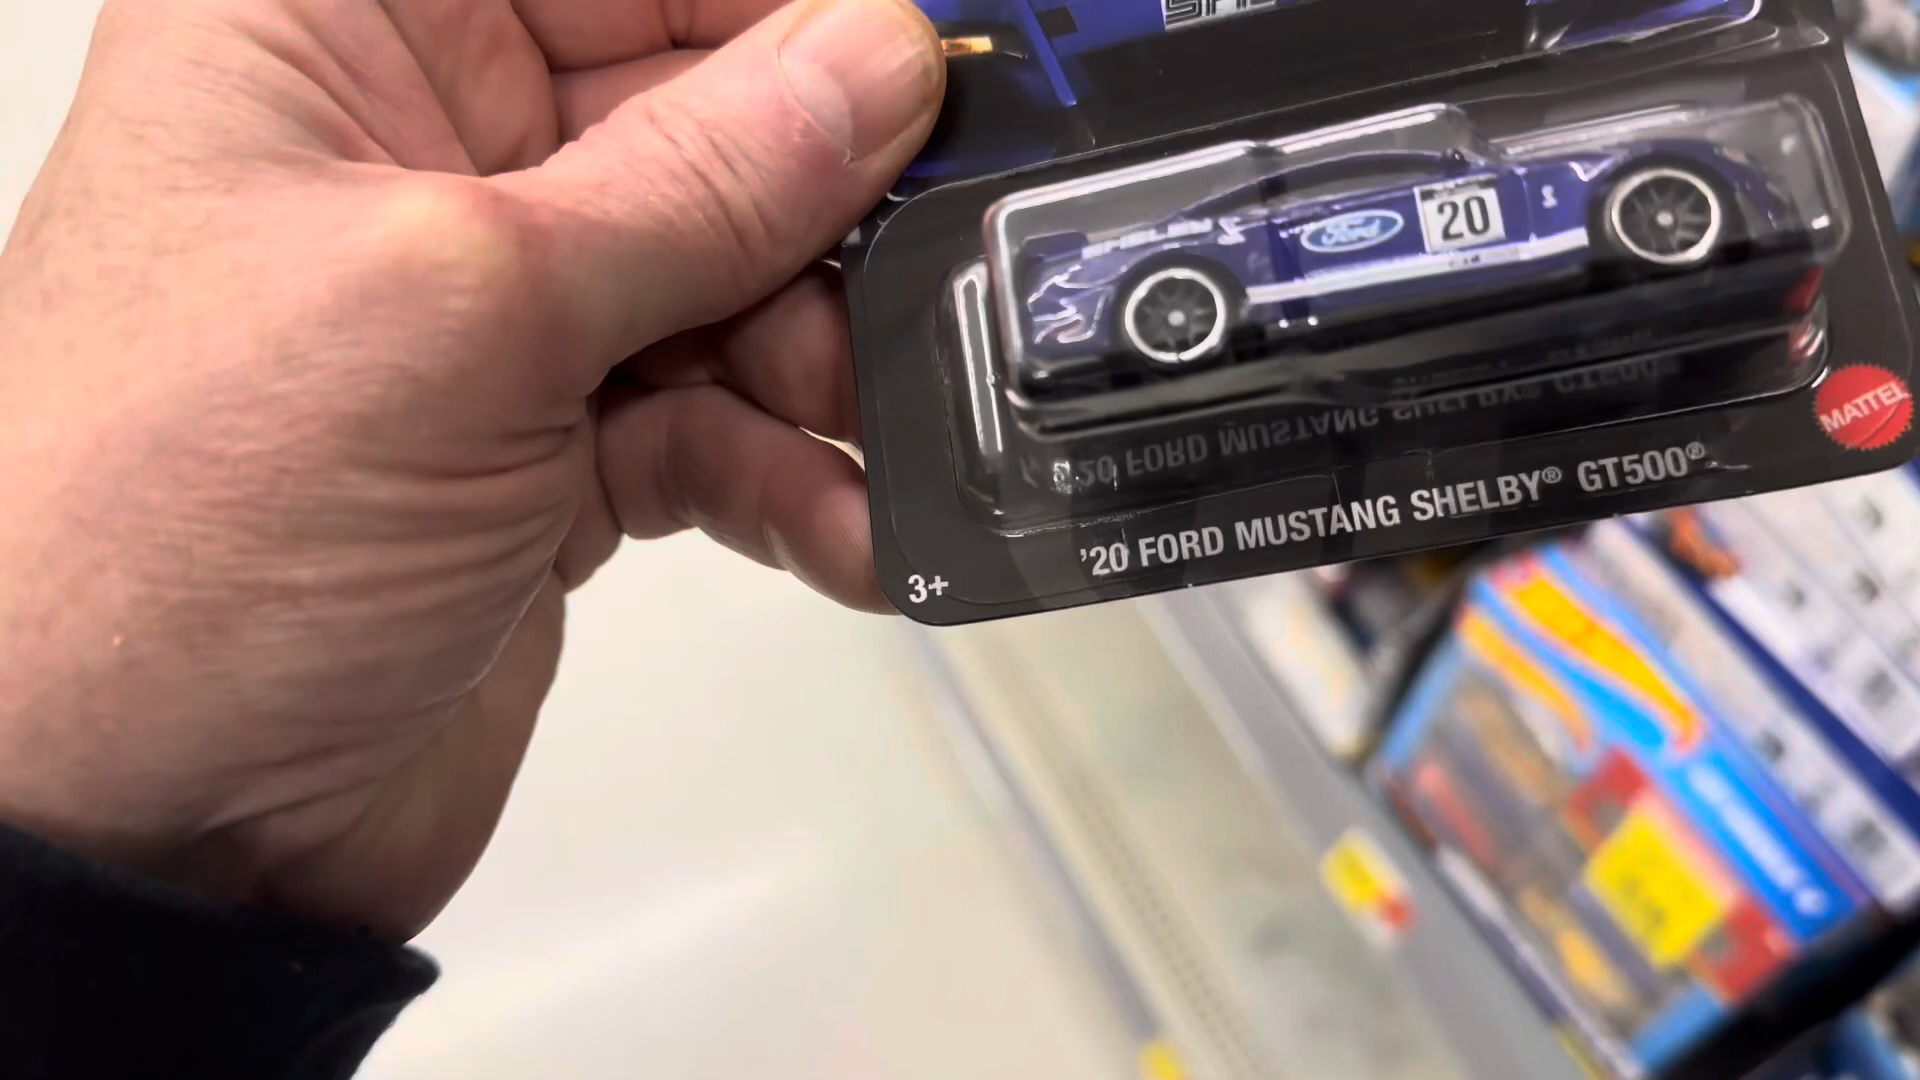 SHELBY
Ford
20
MATTEL
'20 FORD MUSTANG SHELBY® GT500®
3+